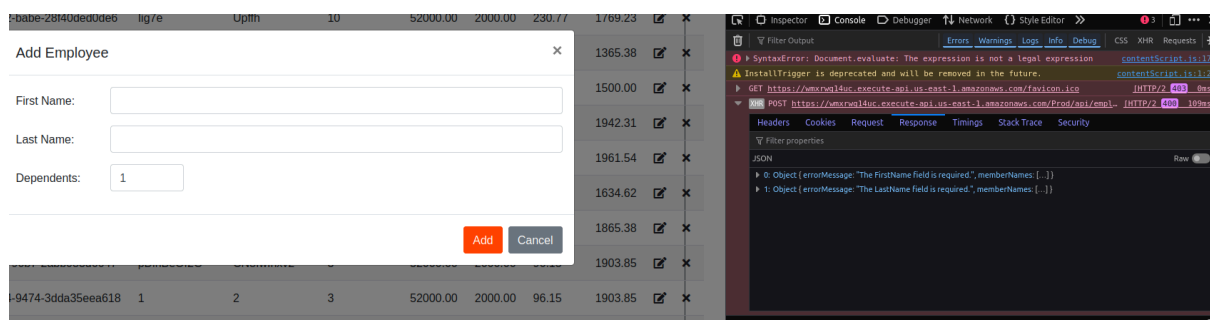 lig7e Upffh 10 52000.00 2000.00 230.77 1769.23
Add Employee ×
First Name:
Last Name:
Dependents: 1
Add Cancel
1365.38
1500.00
1942.31
1961.54
1634.62
1865.38
1903.85
-9474-3dda35eea618 1 2 3 52000.00 2000.00 96.15 1903.85
Inspector Console Debugger Network {} Style Editor 3
Filter Output Errors Warnings Logs Info Debug CSS XHR Requests
SyntaxError: Document.evaluate: The expression is not a legal expression contentScript.js:1
InstallTrigger is deprecated and will be removed in the future. contentScript.js:1:
GET https://wmxrwq14uc.execute-api.us-east-1.amazonaws.com/favicon.ico [HTTP/2 403 0ms
XHR POST https://wmxrwq14uc.execute-api.us-east-1.amazonaws.com/Prod/api/empl… [HTTP/2 400 109ms
Headers Cookies Request Response Timings Stack Trace Security
Filter properties
JSON Raw
0: Object { errorMessage: "The FirstName field is required.", memberNames: […] }
1: Object { errorMessage: "The LastName field is required.", memberNames: […] }